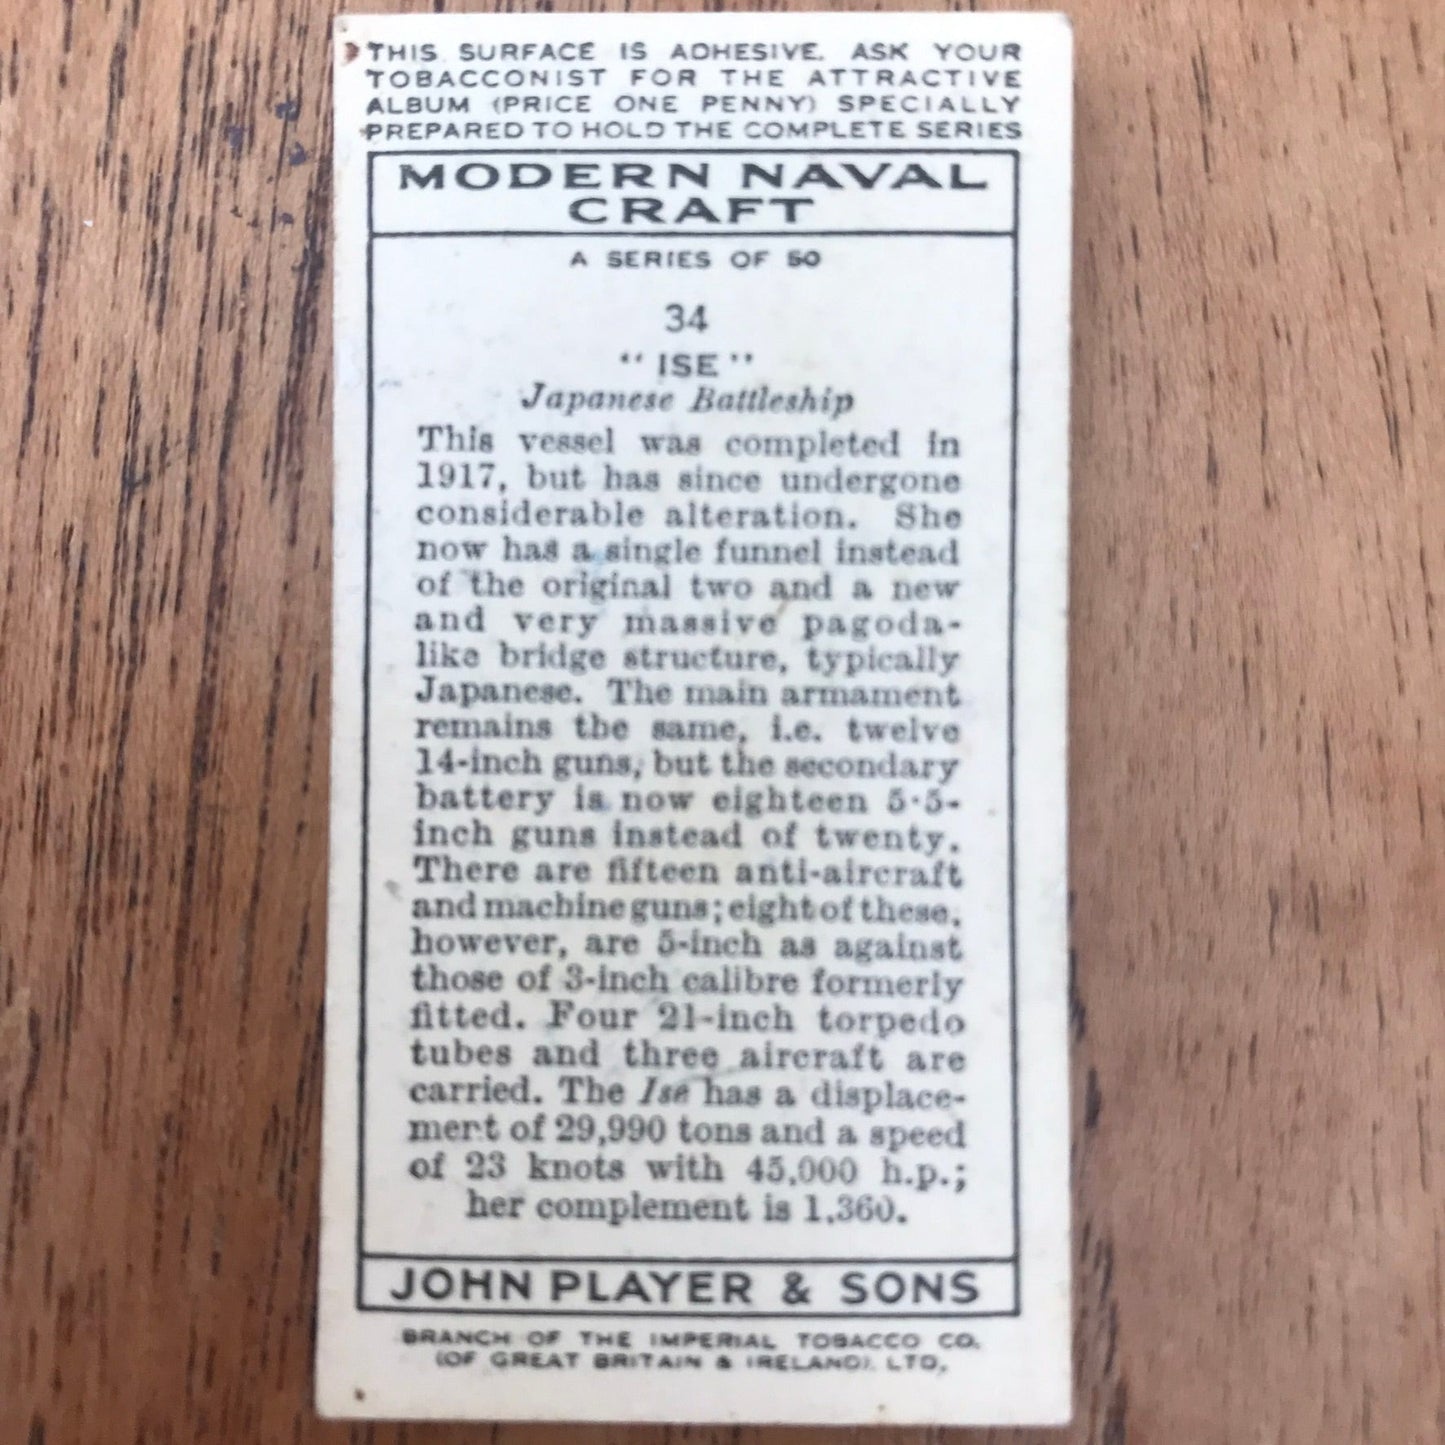 THIS SURFACE IS ADHESIVE. ASK YOUR
TOBACCONIST FOR THE ATTRACTIVE
ALBUM (PRICE ONE PENNY) SPECIALLY
PREPARED TO HOLD THE COMPLETE SERIES
MODERN NAVAL
CRAFT
A SERIES OF 50
34
"ISE"
Japanese Battleship
This vessel was completed in
1917, but has since undergone
considerable alteration. She
now has a single funnel instead
of the original two and a new
and very massive pagoda-
like bridge structure, typically
Japanese. The main armament
remains the same, i.e. twelve
14-inch guns, but the secondary
battery is now eighteen 5·5-
inch guns instead of twenty.
There are fifteen anti-aircraft
and machine guns; eight of these,
however, are 5-inch as against
those of 3-inch calibre formerly
fitted. Four 21-inch torpedo
tubes and three aircraft are
carried. The Ise has a displace-
ment of 29,990 tons and a speed
of 23 knots with 45,000 h.p.;
her complement is 1,360.
JOHN PLAYER & SONS
BRANCH OF THE IMPERIAL TOBACCO CO.
(OF GREAT BRITAIN & IRELAND), LTD.